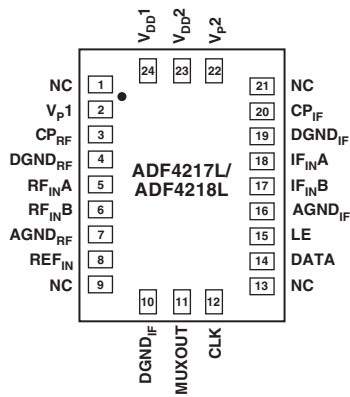 VDD1 VDD2 VP2
24 23 22
NC 1
VP1 2
CPRF 3
DGNDRF 4
RFINA 5
RFINB 6
AGNDRF 7
REFIN 8
NC 9
ADF4217L/
ADF4218L
21 NC
20 CPIF
19 DGNDIF
18 IFINA
17 IFINB
16 AGNDIF
15 LE
14 DATA
13 NC
10 11 12
DGNDIF MUXOUT CLK